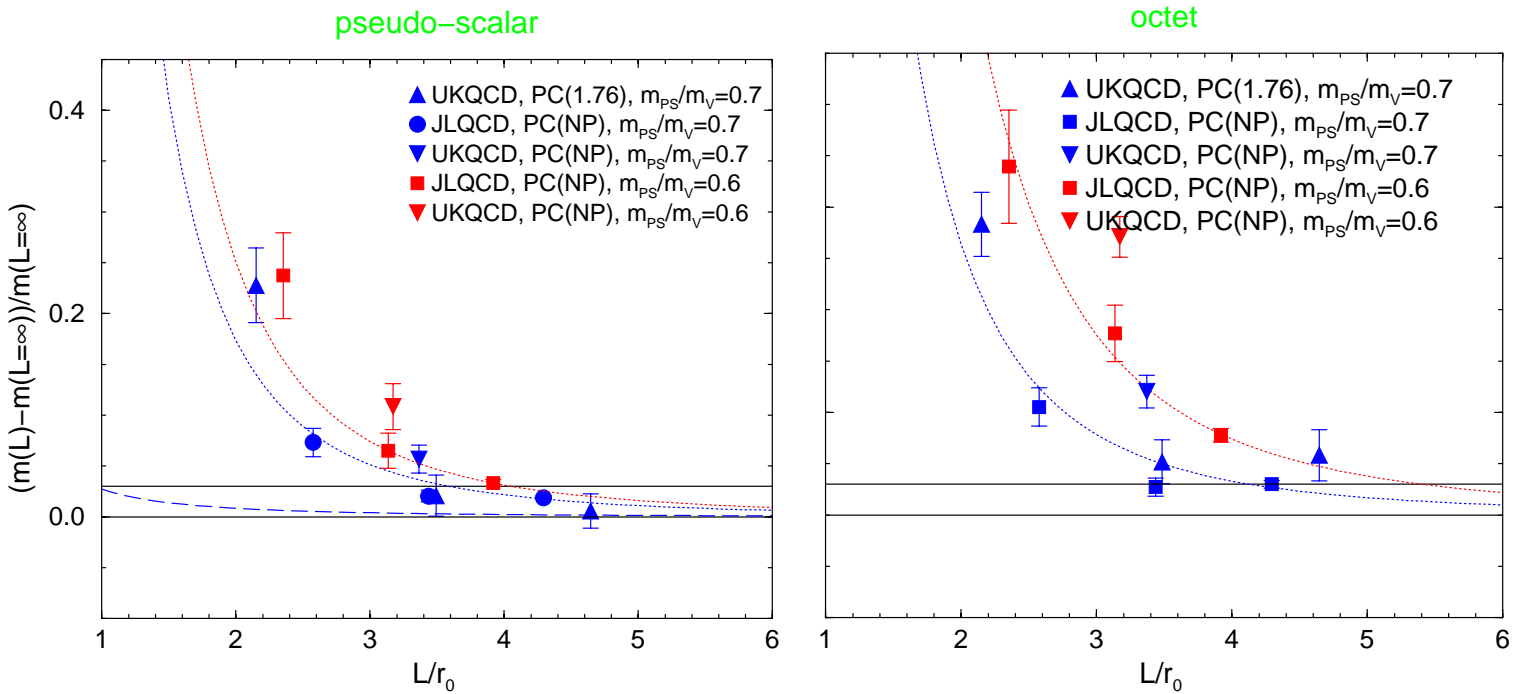 pseudo−scalar
octet
UKQCD, PC(1.76), m_PS/m_V=0.7
JLQCD, PC(NP), m_PS/m_V=0.7
UKQCD, PC(NP), m_PS/m_V=0.7
JLQCD, PC(NP), m_PS/m_V=0.6
UKQCD, PC(NP), m_PS/m_V=0.6
UKQCD, PC(1.76), m_PS/m_V=0.7
JLQCD, PC(NP), m_PS/m_V=0.7
UKQCD, PC(NP), m_PS/m_V=0.7
JLQCD, PC(NP), m_PS/m_V=0.6
UKQCD, PC(NP), m_PS/m_V=0.6
(m(L)−m(L=∞))/m(L=∞)
0.4
0.2
0.0
1 2 3 4 5 6
L/r_0
1 2 3 4 5 6
L/r_0